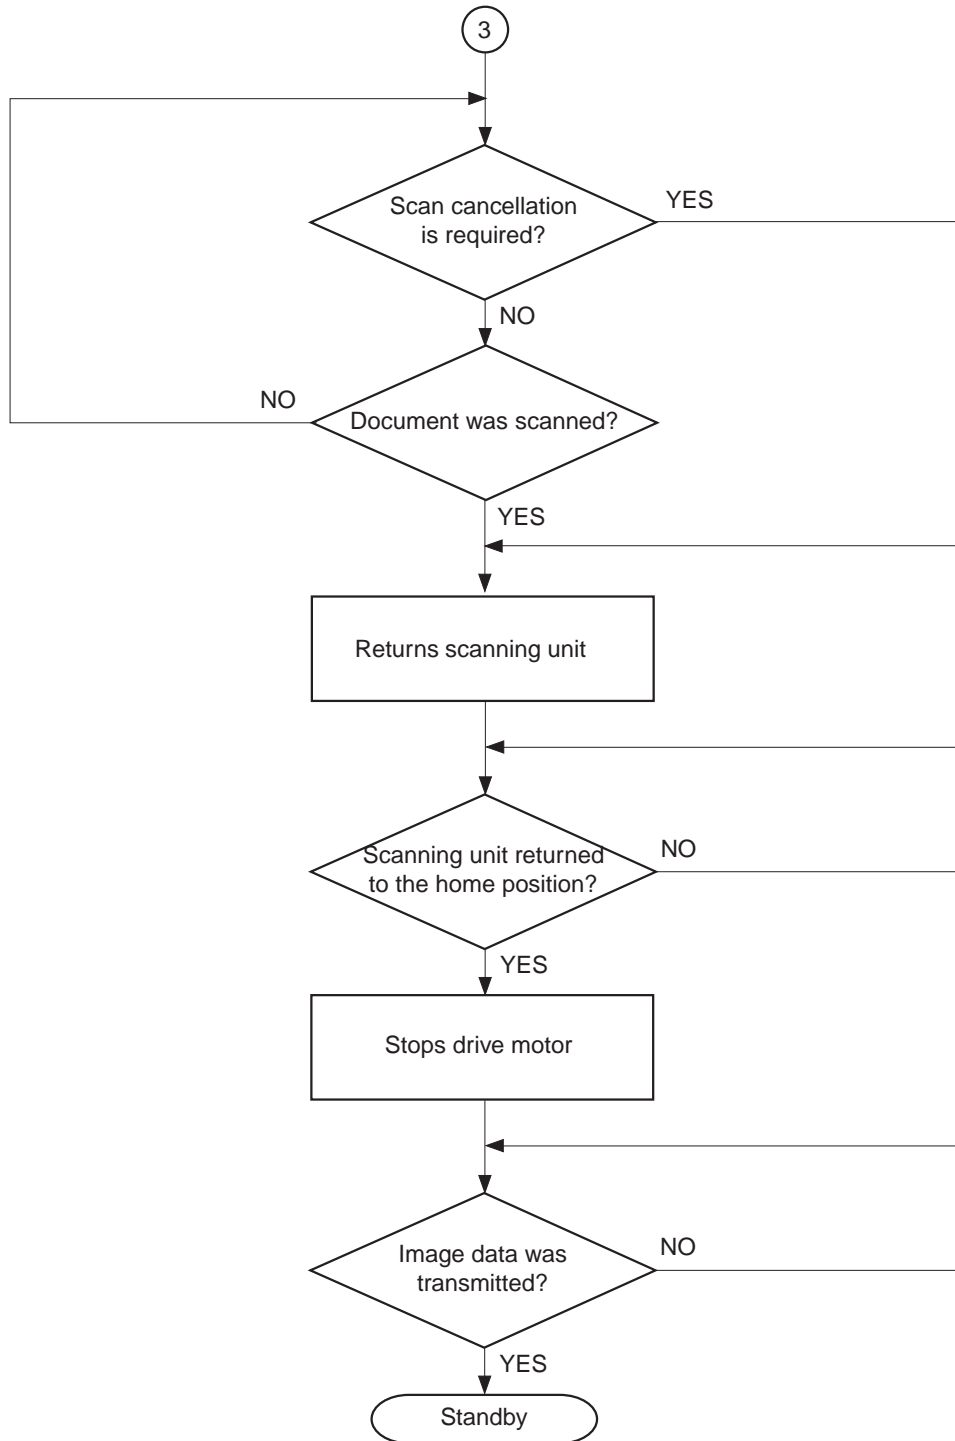 3
Scan cancellation
is required?
YES
NO
Document was scanned?
NO
YES
Returns scanning unit
Scanning unit returned
to the home position?
NO
YES
Stops drive motor
Image data was
transmitted?
NO
YES
Standby